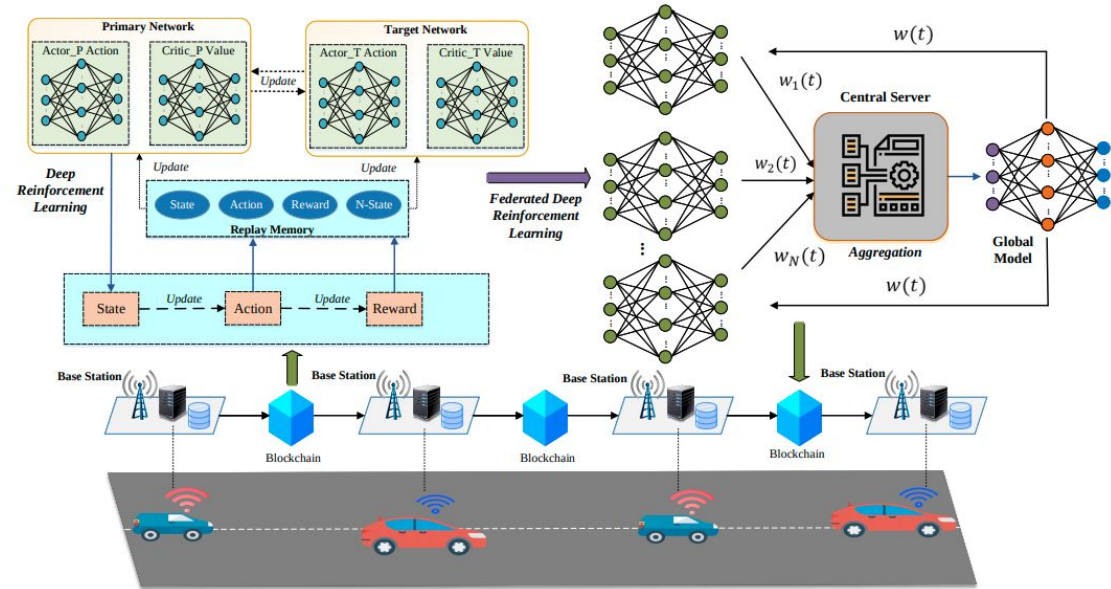 Primary Network
Actor_P Action
Critic_P Value
Update
Target Network
Actor_T Action
Critic_T Value
Update
Update
Deep
Reinforcement
Learning
State
Action
Reward
N-State
Replay Memory
State
Update
Action
Update
Reward
Federated Deep
Reinforcement
Learning
w(t)
w₁(t)
w₂(t)
w_N(t)
w(t)
Central Server
Aggregation
Global
Model
Base Station
Blockchain
Base Station
Blockchain
Base Station
Blockchain
Base Station